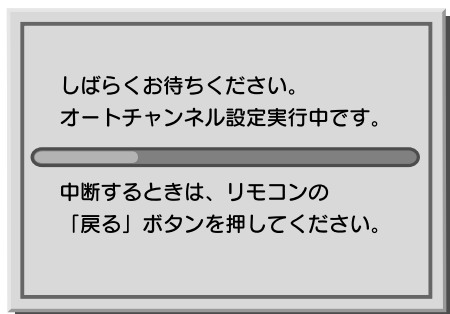 しばらくお待ちください。
オートチャンネル設定実行中です。
中断するときは、リモコンの
「戻る」ボタンを押してください。